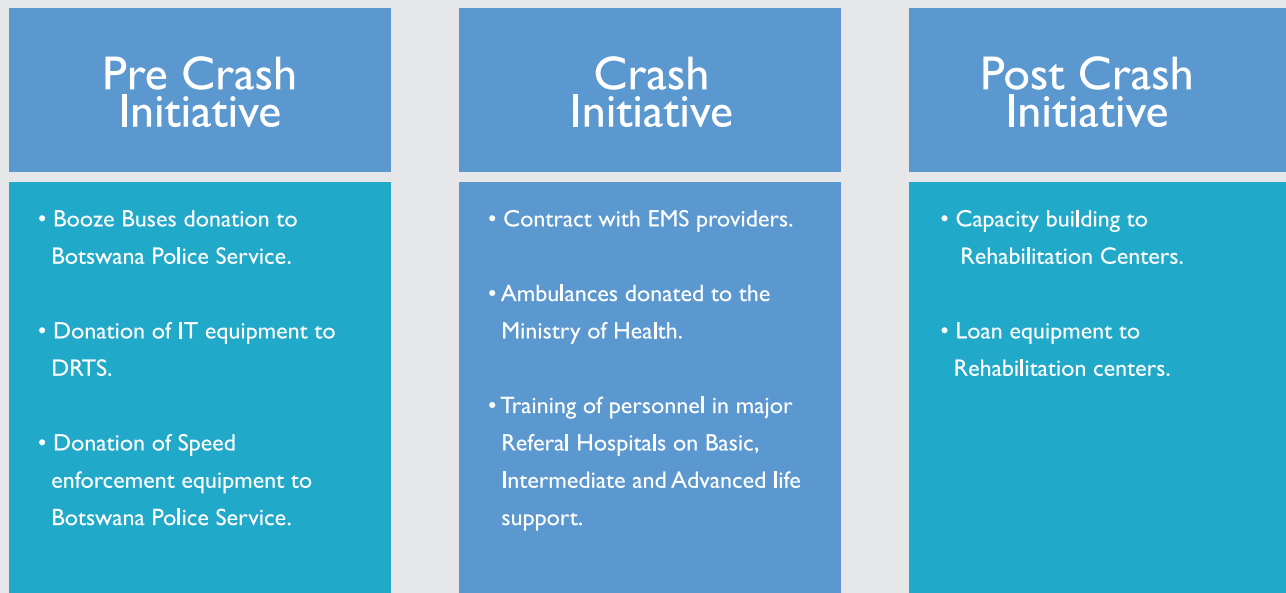 Pre Crash
Initiative
• Booze Buses donation to
Botswana Police Service.
• Donation of IT equipment to
DRTS.
• Donation of Speed
enforcement equipment to
Botswana Police Service.
Crash
Initiative
• Contract with EMS providers.
• Ambulances donated to the
Ministry of Health.
• Training of personnel in major
Referal Hospitals on Basic,
Intermediate and Advanced life
support.
Post Crash
Initiative
• Capacity building to
Rehabilitation Centers.
• Loan equipment to
Rehabilitation centers.